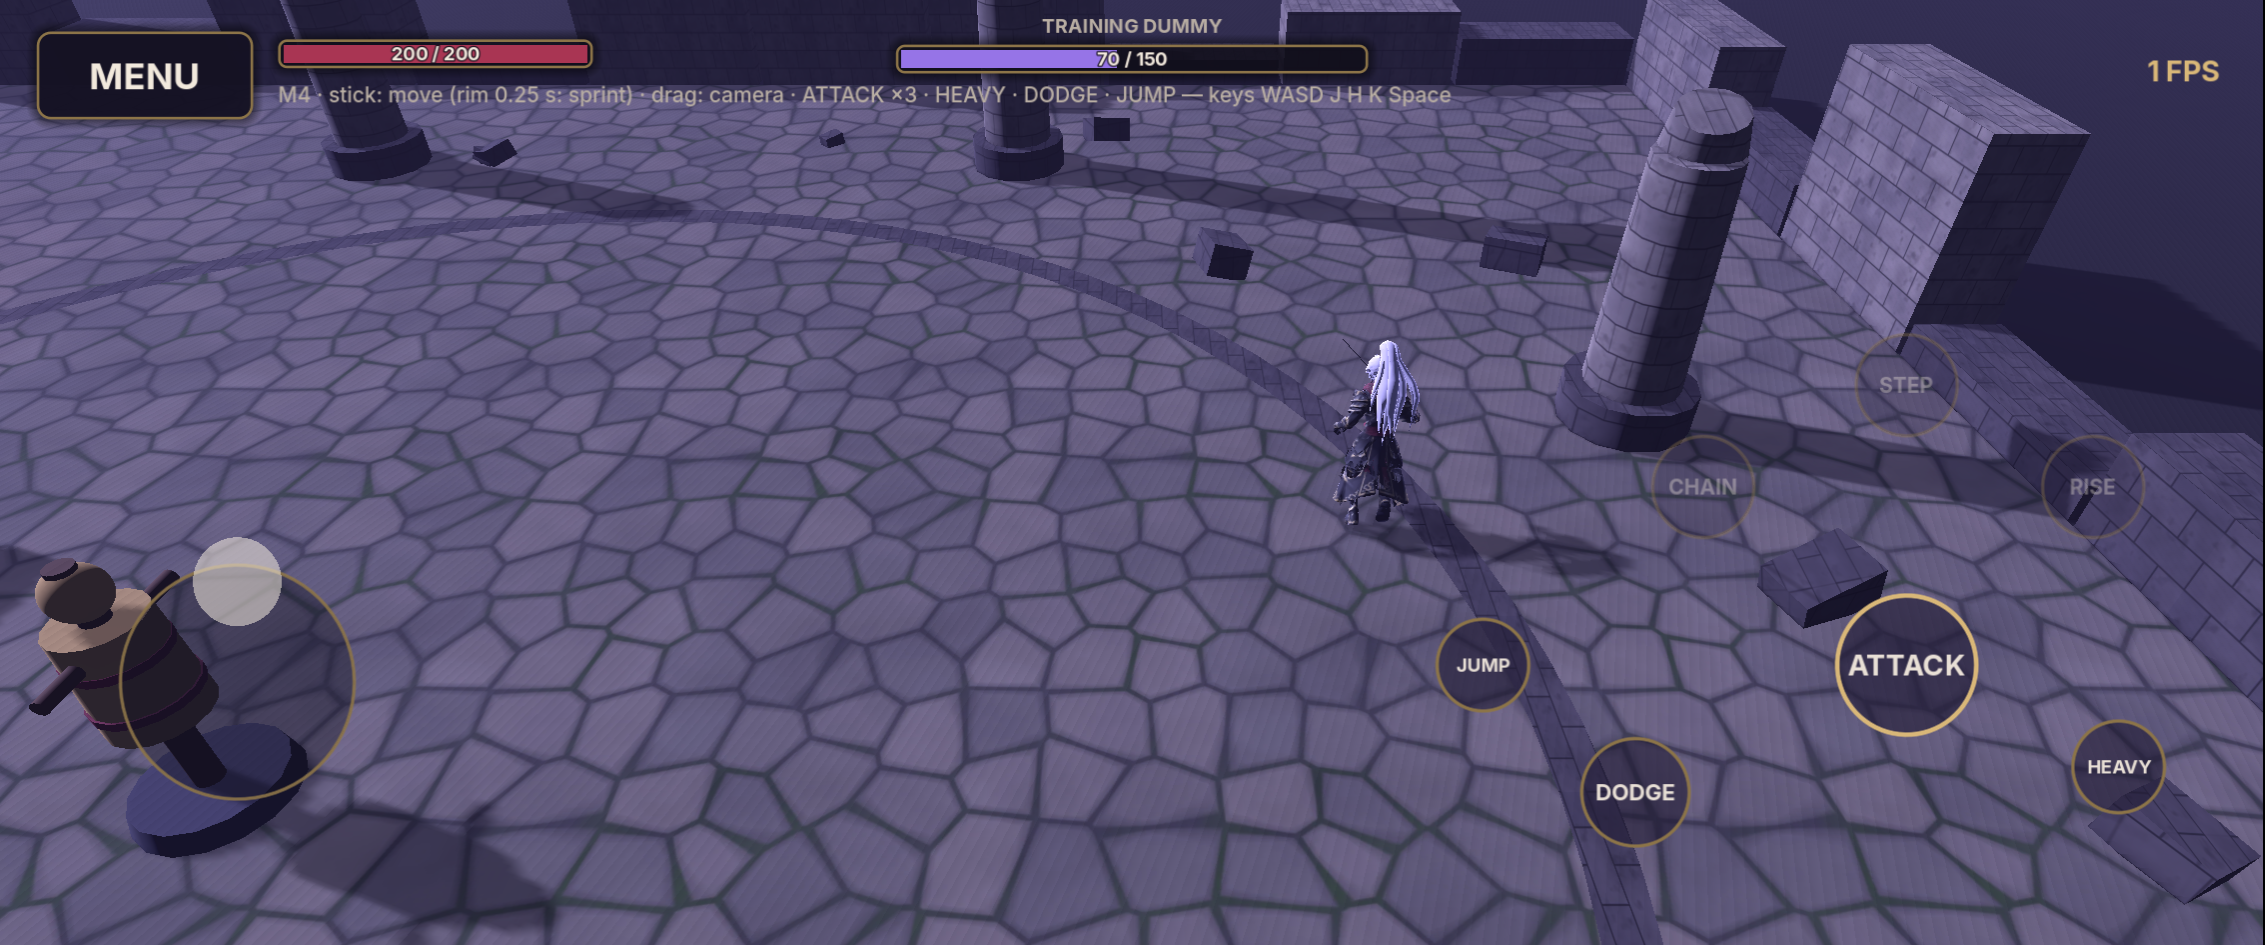 TRAINING DUMMY
MENU
200 / 200
70 / 150
1 FPS
M4 · stick: move (rim 0.25 s: sprint) · drag: camera · ATTACK ×3 · HEAVY · DODGE · JUMP — keys WASD J H K Space
STEP
CHAIN
RISE
JUMP
ATTACK
HEAVY
DODGE